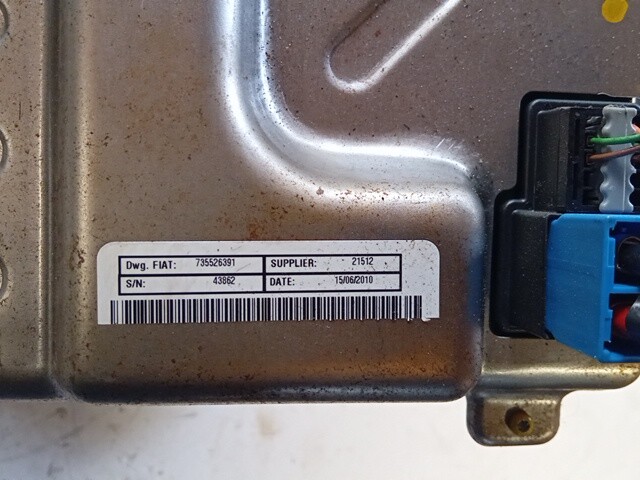 Dwg. FIAT: 735526391 SUPPLIER: 21512
S/N: 43862 DATE: 15/06/2010